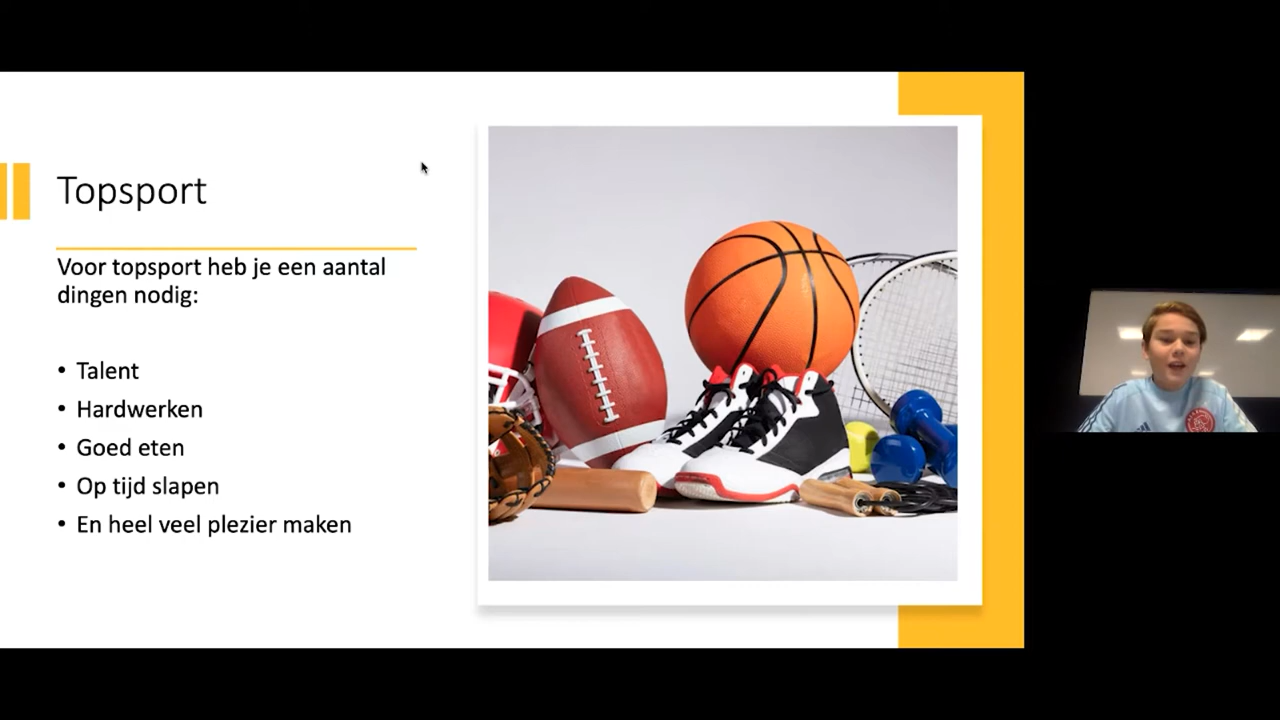 Topsport
Voor topsport heb je een aantal
dingen nodig:
• Talent
• Hardwerken
• Goed eten
• Op tijd slapen
• En heel veel plezier maken